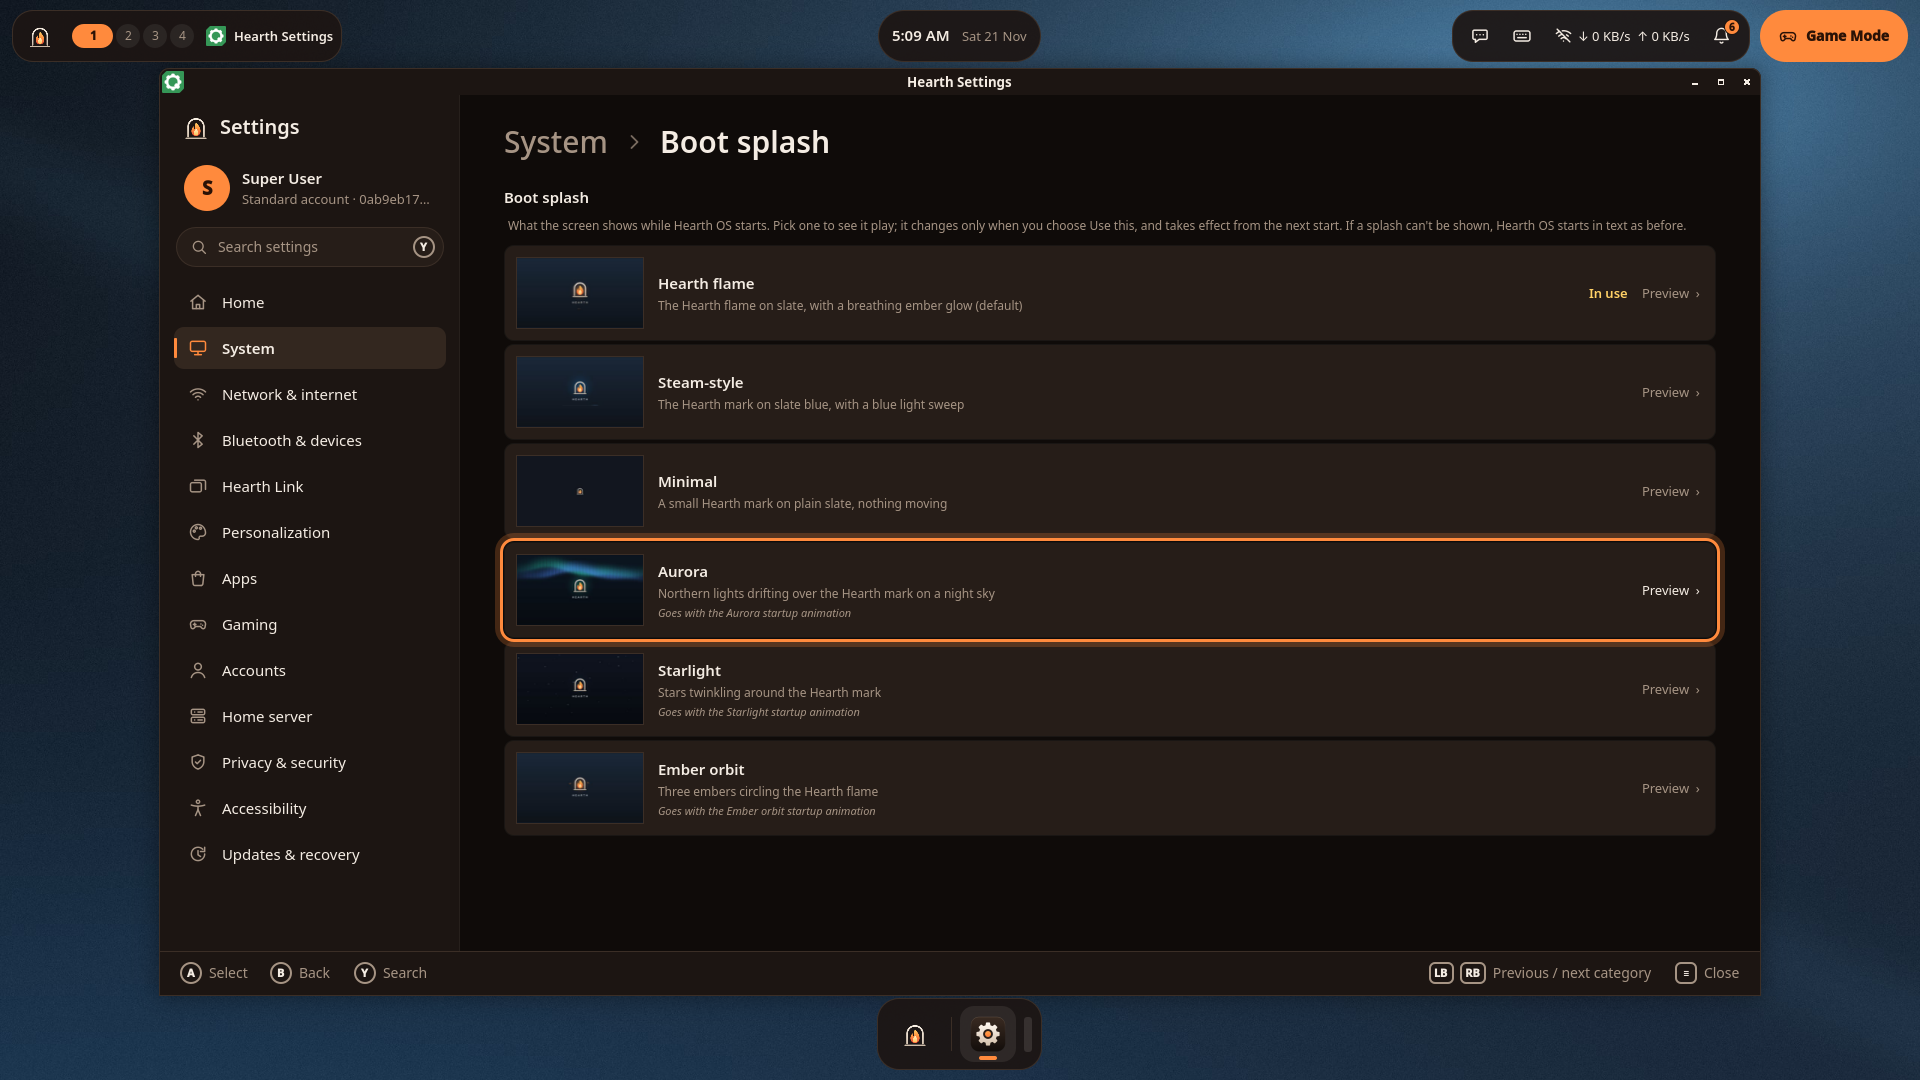 1 2 3 4 Hearth Settings
5:09 AM Sat 21 Nov
↓ 0 KB/s ↑ 0 KB/s 6 Game Mode
Hearth Settings
Settings
S
Super User
Standard account · 0ab9eb17...
Search settings Y
Home
System
Network & internet
Bluetooth & devices
Hearth Link
Personalization
Apps
Gaming
Accounts
Home server
Privacy & security
Accessibility
Updates & recovery
System > Boot splash
Boot splash
What the screen shows while Hearth OS starts. Pick one to see it play; it changes only when you choose Use this, and takes effect from the next start. If a splash can't be shown, Hearth OS starts in text as before.
Hearth flame
The Hearth flame on slate, with a breathing ember glow (default)
In use Preview ›
Steam-style
The Hearth mark on slate blue, with a blue light sweep
Preview ›
Minimal
A small Hearth mark on plain slate, nothing moving
Preview ›
Aurora
Northern lights drifting over the Hearth mark on a night sky
Goes with the Aurora startup animation
Preview ›
Starlight
Stars twinkling around the Hearth mark
Goes with the Starlight startup animation
Preview ›
Ember orbit
Three embers circling the Hearth flame
Goes with the Ember orbit startup animation
Preview ›
A Select B Back Y Search
LB RB Previous / next category ≡ Close